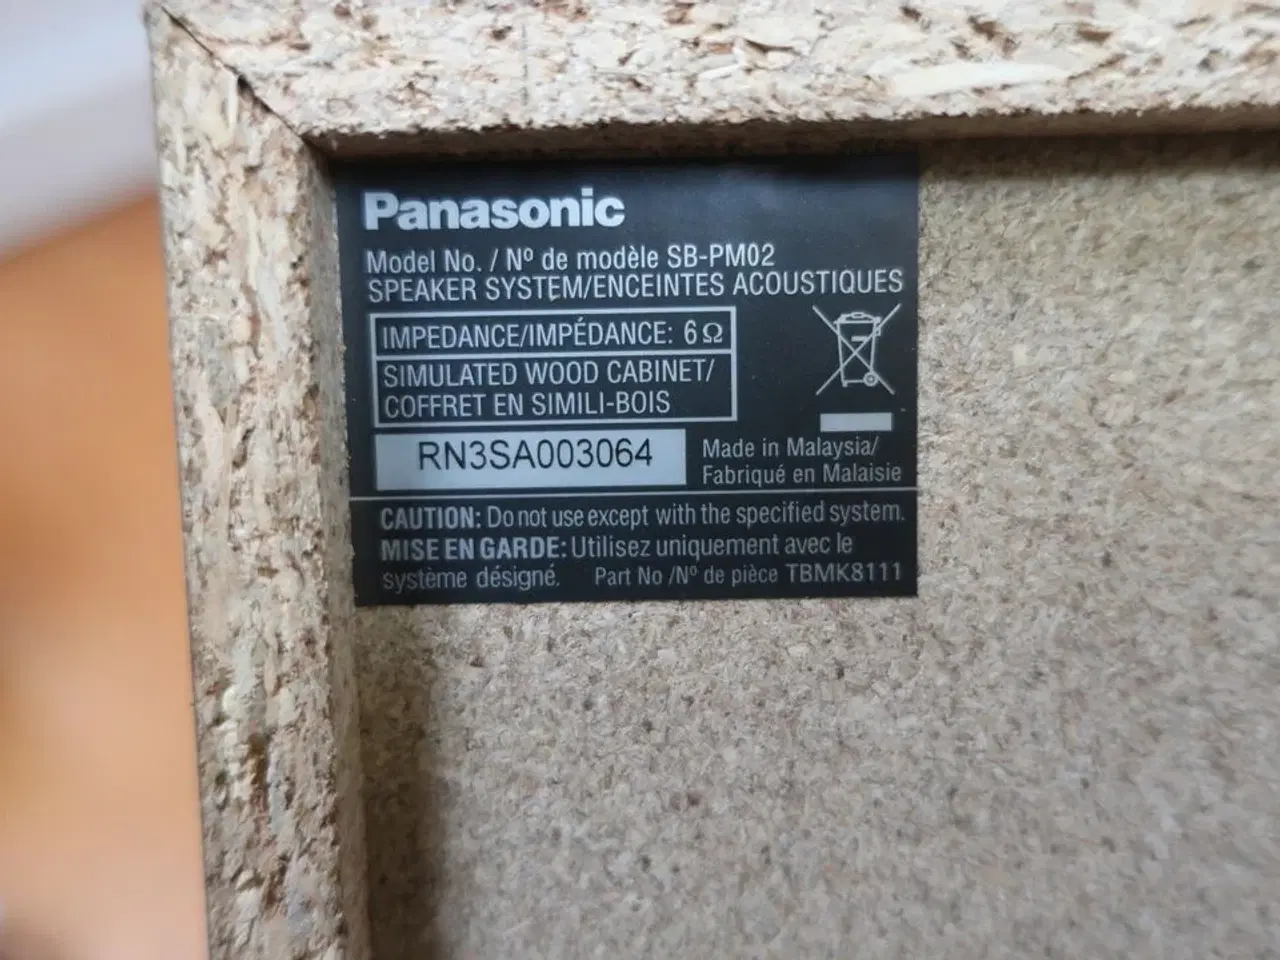 Panasonic
Model No. / Nº de modèle SB-PM02
SPEAKER SYSTEM/ENCEINTES ACOUSTIQUES
IMPEDANCE/IMPÉDANCE: 6Ω
SIMULATED WOOD CABINET/
COFFRET EN SIMILI-BOIS
RN3SA003064
Made in Malaysia/
Fabriqué en Malaisie
CAUTION: Do not use except with the specified system.
MISE EN GARDE: Utilisez uniquement avec le
système désigné. Part No /Nº de pièce TBMK8111